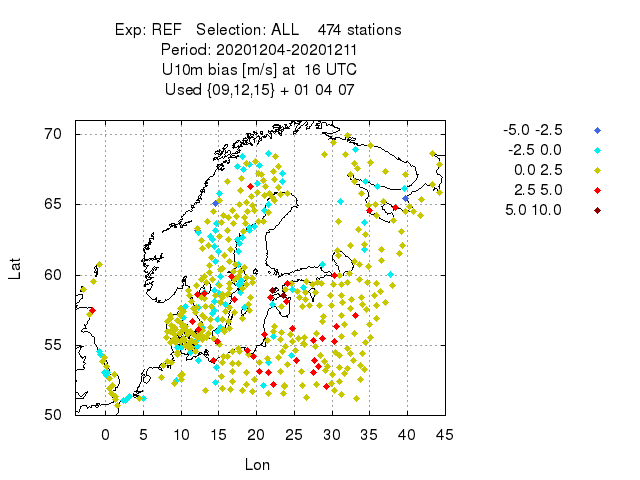 Exp: REF   Selection: ALL    474 stations
Period: 20201204-20201211
U10m bias [m/s] at  16 UTC
Used {09,12,15} + 01 04 07
-5.0 -2.5
-2.5 0.0
0.0 2.5
2.5 5.0
5.0 10.0
70
65
60
55
50
Lat
0 5 10 15 20 25 30 35 40 45
Lon